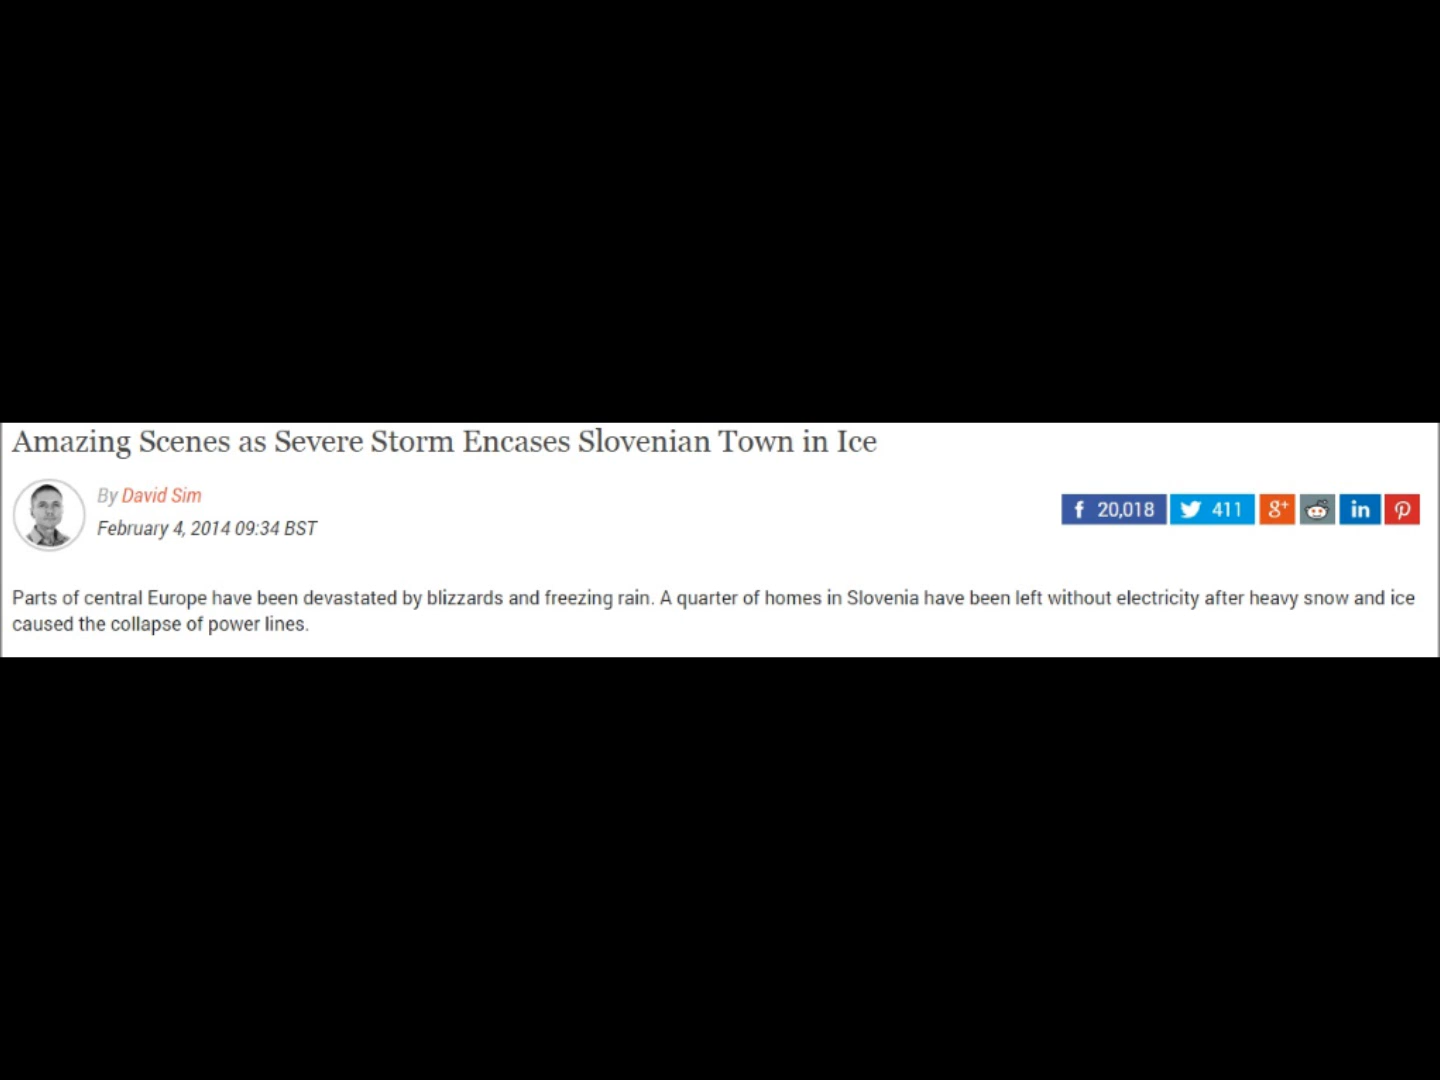 Amazing Scenes as Severe Storm Encases Slovenian Town in Ice
By David Sim
February 4, 2014 09:34 BST
f 20,018 411 g+ in
Parts of central Europe have been devastated by blizzards and freezing rain. A quarter of homes in Slovenia have been left without electricity after heavy snow and ice
caused the collapse of power lines.